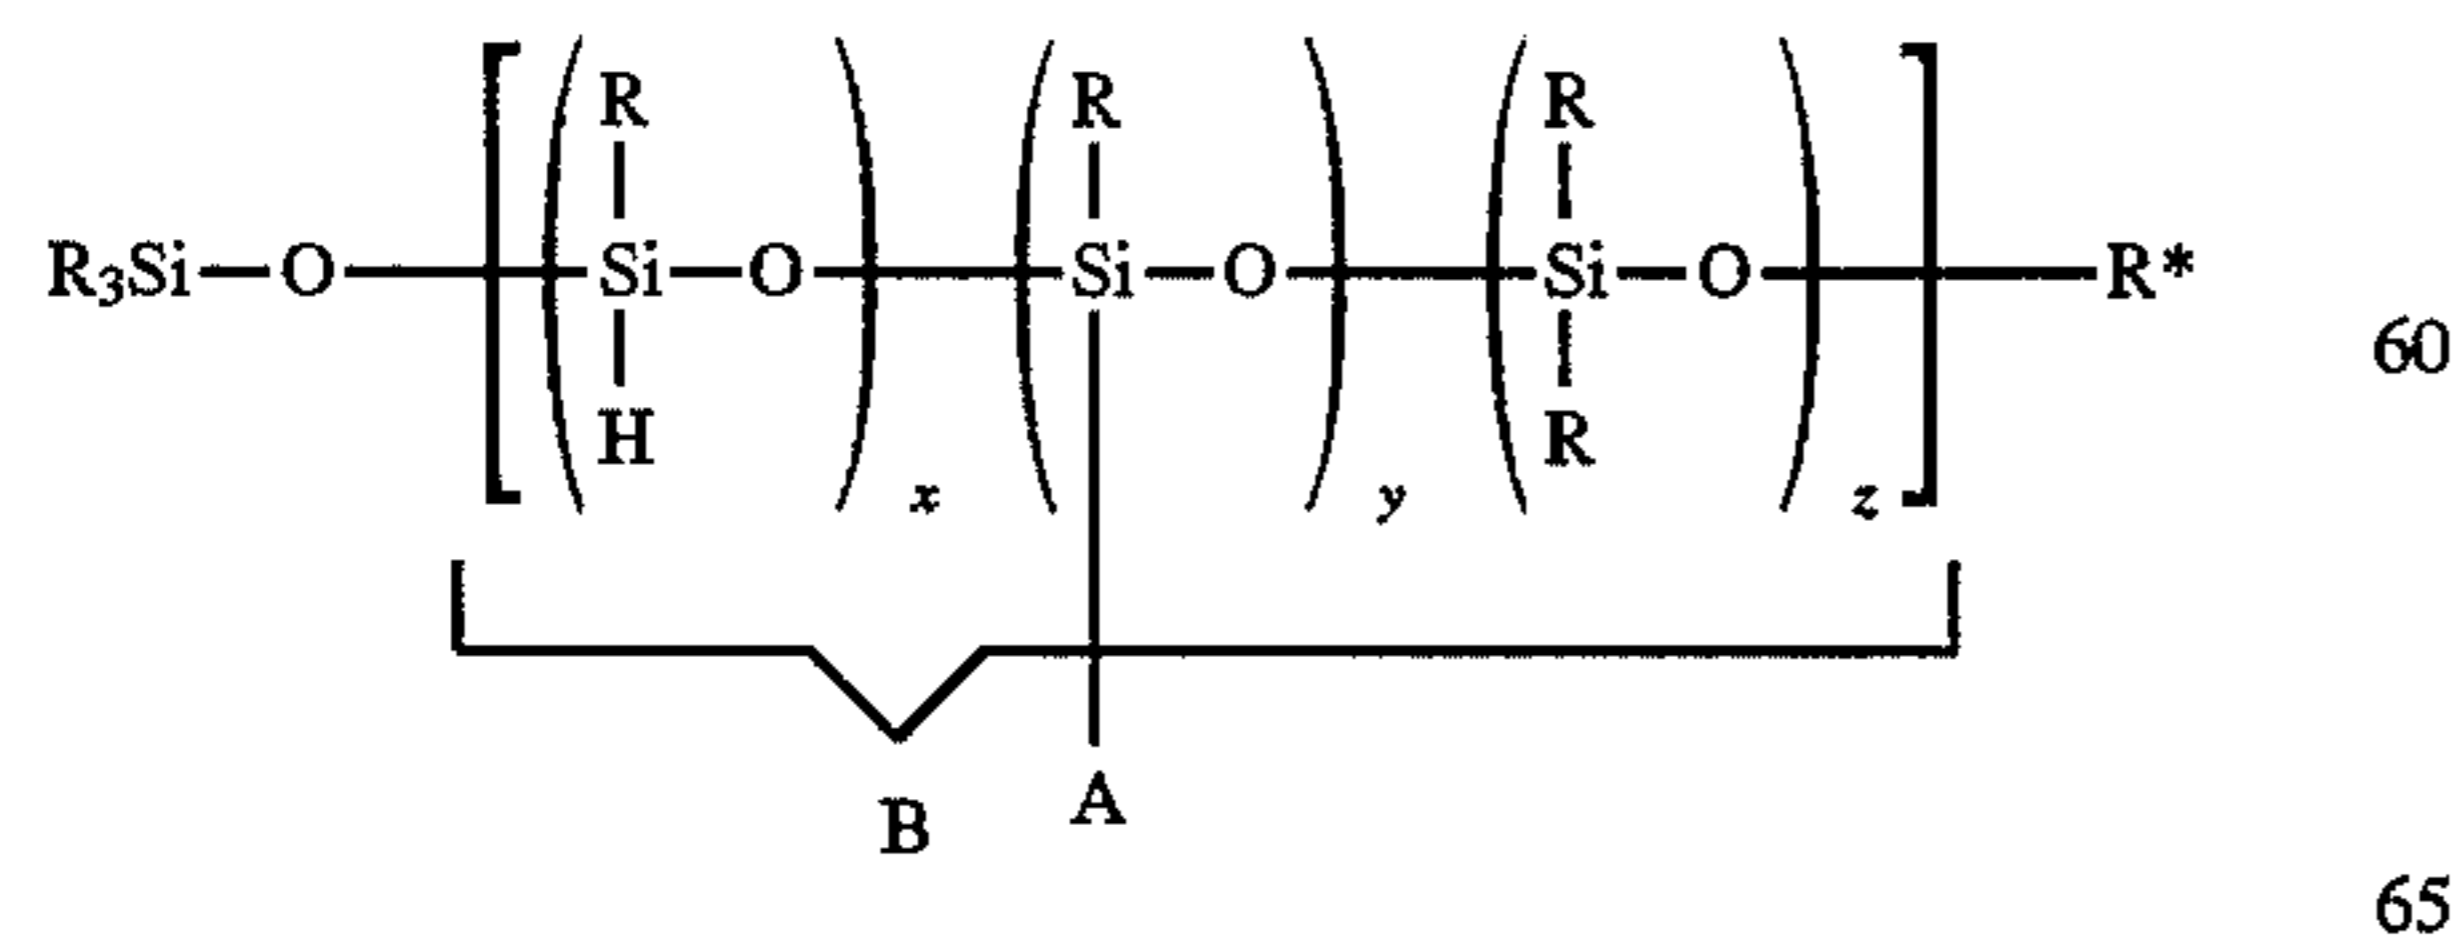 R R R
R₃Si—O—Si—O—Si—O—Si—O—R*
60
H R
x y z
A
B
65